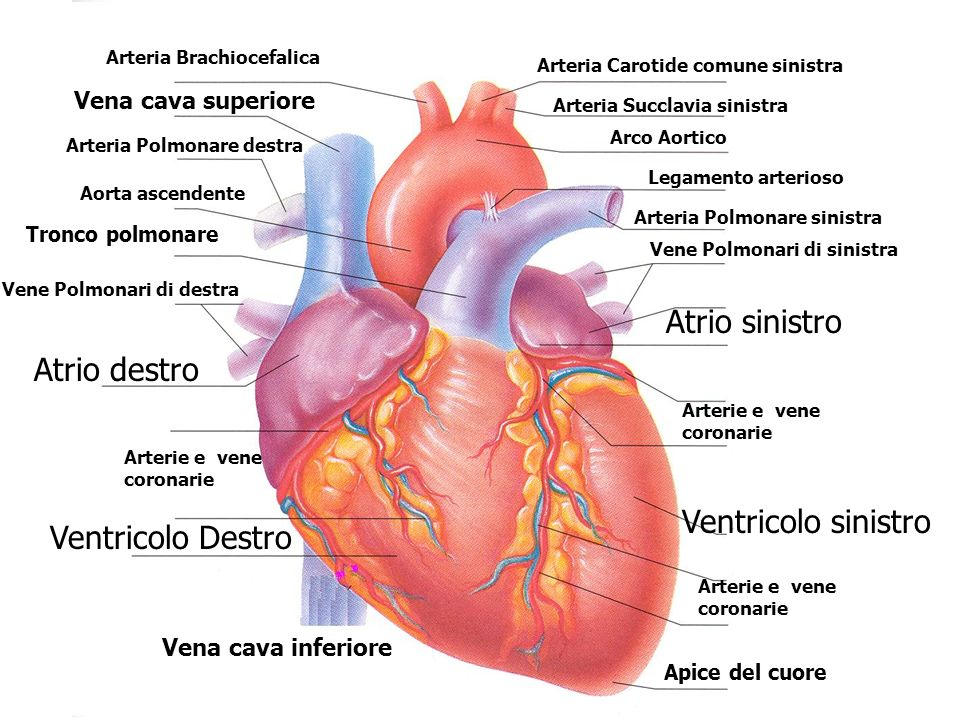 Arteria Brachiocefalica
Vena cava superiore
Arteria Polmonare destra
Aorta ascendente
Tronco polmonare
Vene Polmonari di destra
Atrio destro
Arterie e vene
coronarie
Ventricolo Destro
Vena cava inferiore
Arteria Carotide comune sinistra
Arteria Succlavia sinistra
Arco Aortico
Legamento arterioso
Arteria Polmonare sinistra
Vene Polmonari di sinistra
Atrio sinistro
Arterie e vene
coronarie
Ventricolo sinistro
Arterie e vene
coronarie
Apice del cuore